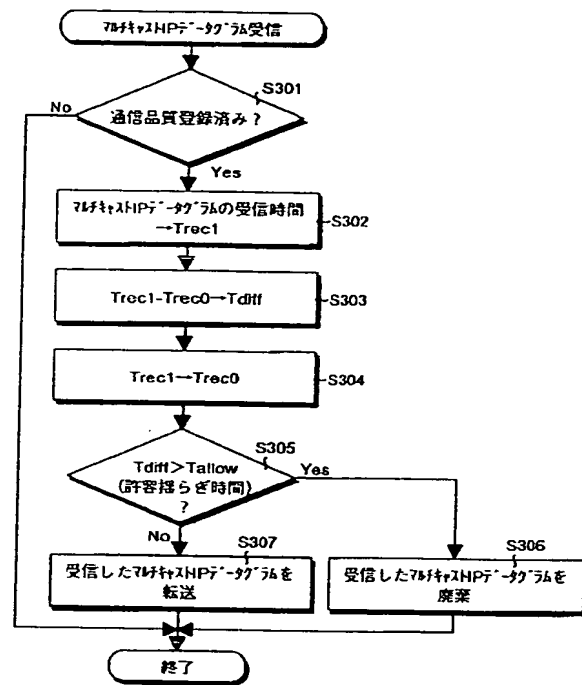 ﾏﾙﾁｷｬｽﾄIPﾃﾞｰﾀｸﾞﾗﾑ受信
S301
No
通信品質登録済み？
Yes
ﾏﾙﾁｷｬｽﾄIPﾃﾞｰﾀｸﾞﾗﾑの受信時間
→Trec1
S302
Trec1-Trec0→Tdiff
S303
Trec1→Trec0
S304
S305
Tdiff>Tallow
(許容揺らぎ時間)
？
Yes
No
S307
受信したﾏﾙﾁｷｬｽﾄIPﾃﾞｰﾀｸﾞﾗﾑを
転送
S306
受信したﾏﾙﾁｷｬｽﾄIPﾃﾞｰﾀｸﾞﾗﾑを
廃棄
終了